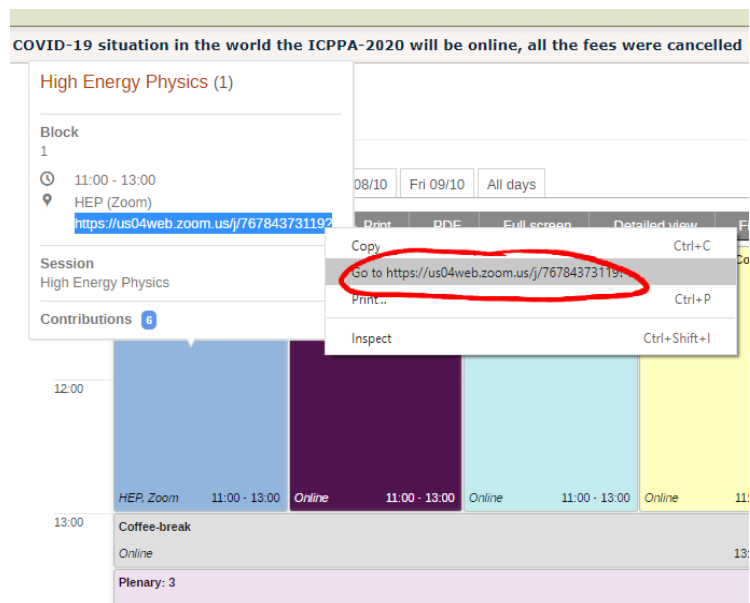 COVID-19 situation in the world the ICPPA-2020 will be online, all the fees were cancelled
High Energy Physics (1)
Block
1
11:00 - 13:00
HEP (Zoom)
https://us04web.zoom.us/j/76784373119?
Session
High Energy Physics
Contributions 6
08/10 Fri 09/10 All days
Print PDF Full screen Detailed view
Copy Ctrl+C
Go to https://us04web.zoom.us/j/76784373119?
Print... Ctrl+P
Inspect Ctrl+Shift+I
12:00
HEP, Zoom 11:00 - 13:00 Online 11:00 - 13:00 Online 11:00 - 13:00 Online 11:
13:00
Coffee-break
Online 13:
Plenary: 3